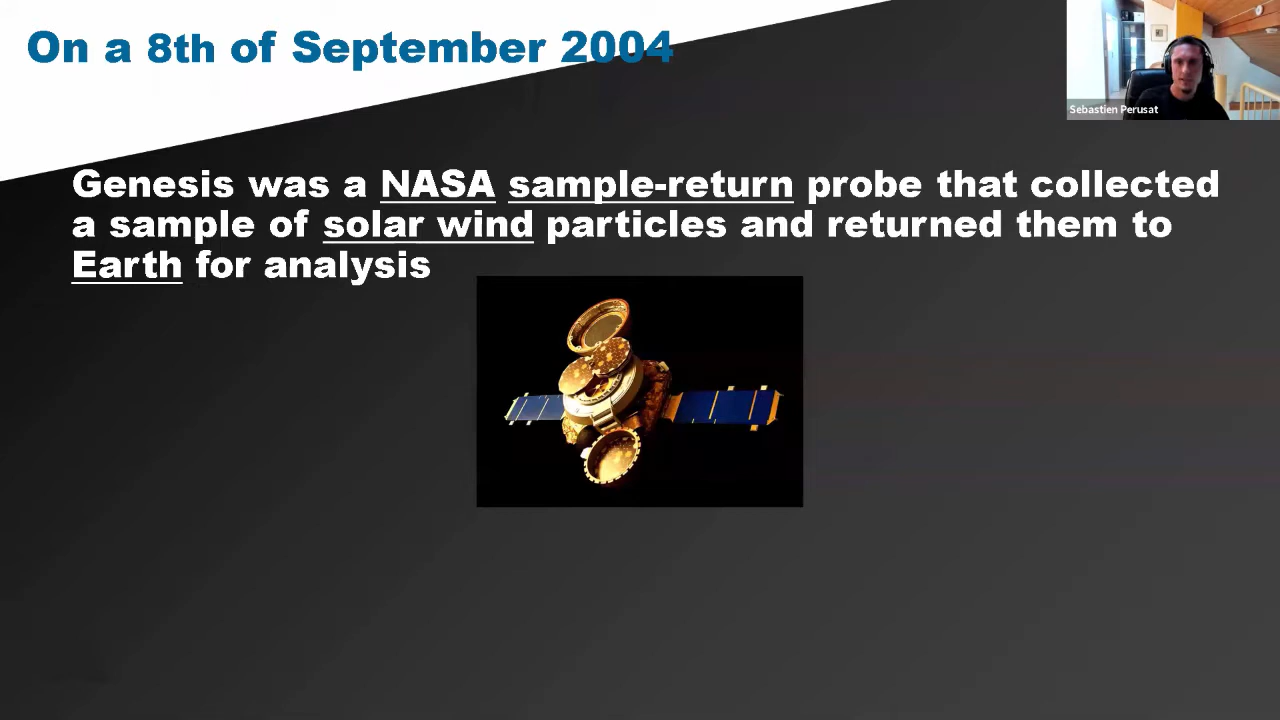 On a 8th of September 2004
Sebastien Perusat
Genesis was a NASA sample-return probe that collected
a sample of solar wind particles and returned them to
Earth for analysis